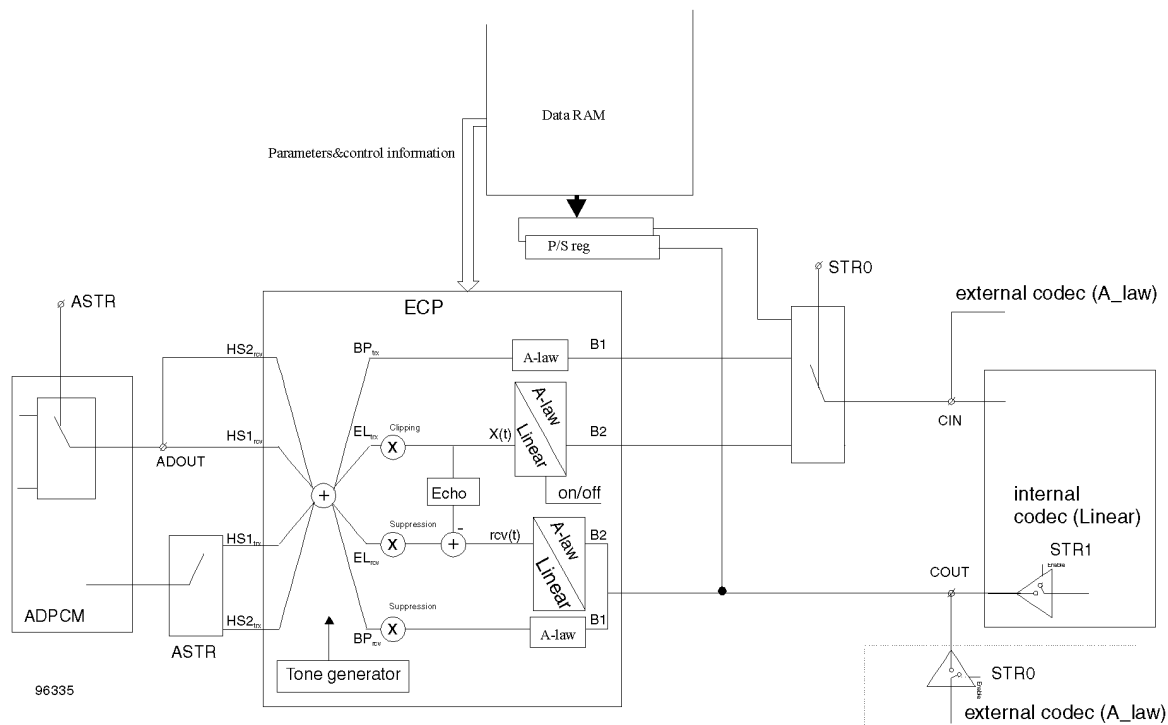 Data RAM
Parameters&control information
P/S reg
STR0
ASTR
external codec (A_law)
ECP
HS2rcv
BPtrx
A-law
B1
ELtrx
Clipping
X(t)
A-law
Linear
B2
HS1rcv
ADOUT
CIN
on/off
Echo
+
-
internal
codec (Linear)
HS1trx
Suppression
X
X
+
rcv(t)
A-law
Linear
B2
STR1
Enable
ELrcv
COUT
ADPCM
HS2trx
Suppression
X
A-law
B1
BPrcv
ASTR
Tone generator
STR0
Enable
96335
external codec (A_law)